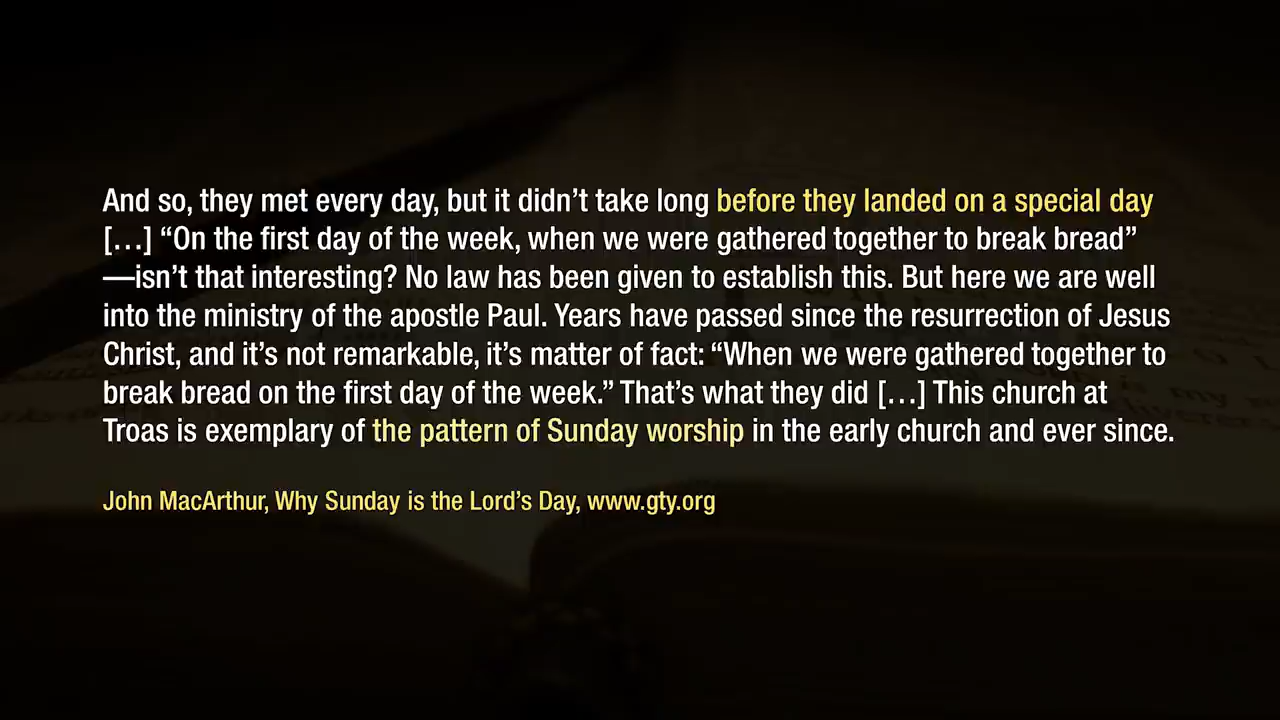 And so, they met every day, but it didn’t take long before they landed on a special day
[…] “On the first day of the week, when we were gathered together to break bread”
—isn’t that interesting? No law has been given to establish this. But here we are well
into the ministry of the apostle Paul. Years have passed since the resurrection of Jesus
Christ, and it’s not remarkable, it’s matter of fact: “When we were gathered together to
break bread on the first day of the week.” That’s what they did […] This church at
Troas is exemplary of the pattern of Sunday worship in the early church and ever since.
John MacArthur, Why Sunday is the Lord’s Day, www.gty.org